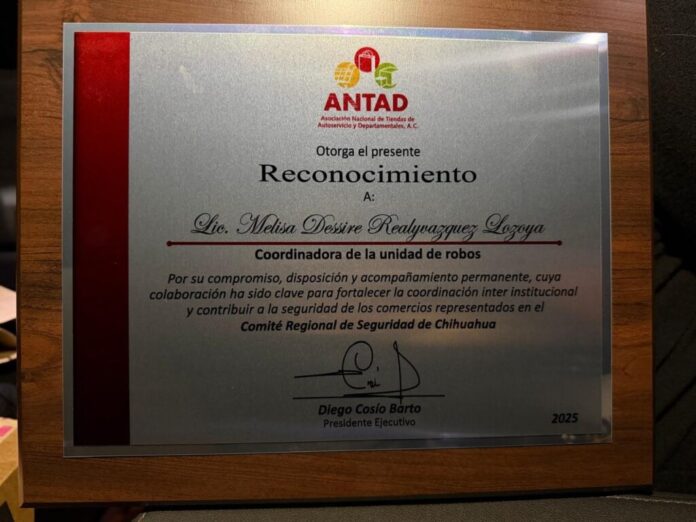 ANTAD
Asociación Nacional de Tiendas de
Autoservicio y Departamentales, A.C.
Otorga el presente
Reconocimiento
A:
Lic. Melisa Dessire Realyvazquez Lozoya
Coordinadora de la unidad de robos
Por su compromiso, disposición y acompañamiento permanente, cuya
colaboración ha sido clave para fortalecer la coordinación inter institucional
y contribuir a la seguridad de los comercios representados en el
Comité Regional de Seguridad de Chihuahua
Diego Cosío Barto
Presidente Ejecutivo
2025